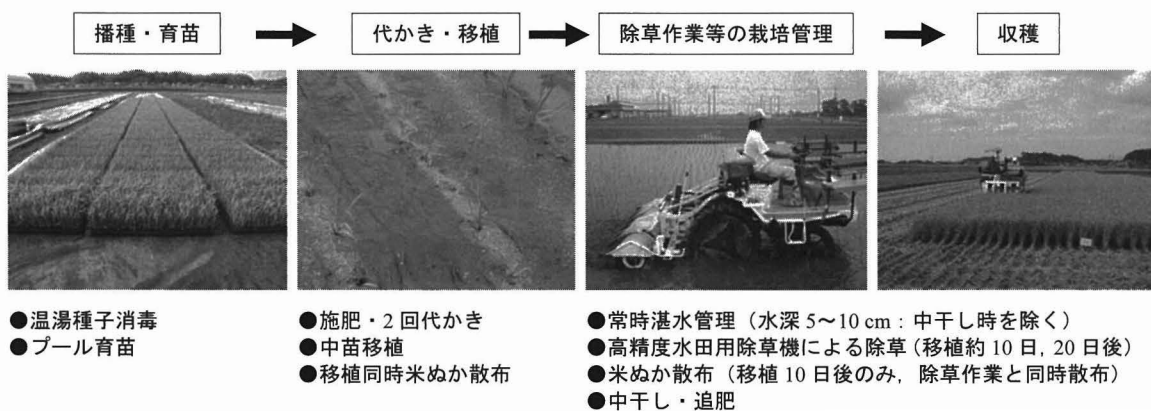 播種・育苗
代かき・移植
除草作業等の栽培管理
収穫
●温湯種子消毒
●プール育苗
●施肥・2回代かき
●中苗移植
●移植同時米ぬか散布
●常時湛水管理（水深 5～10 cm：中干し時を除く）
●高精度水田用除草機による除草（移植約 10 日，20 日後）
●米ぬか散布（移植 10 日後のみ，除草作業と同時散布）
●中干し・追肥